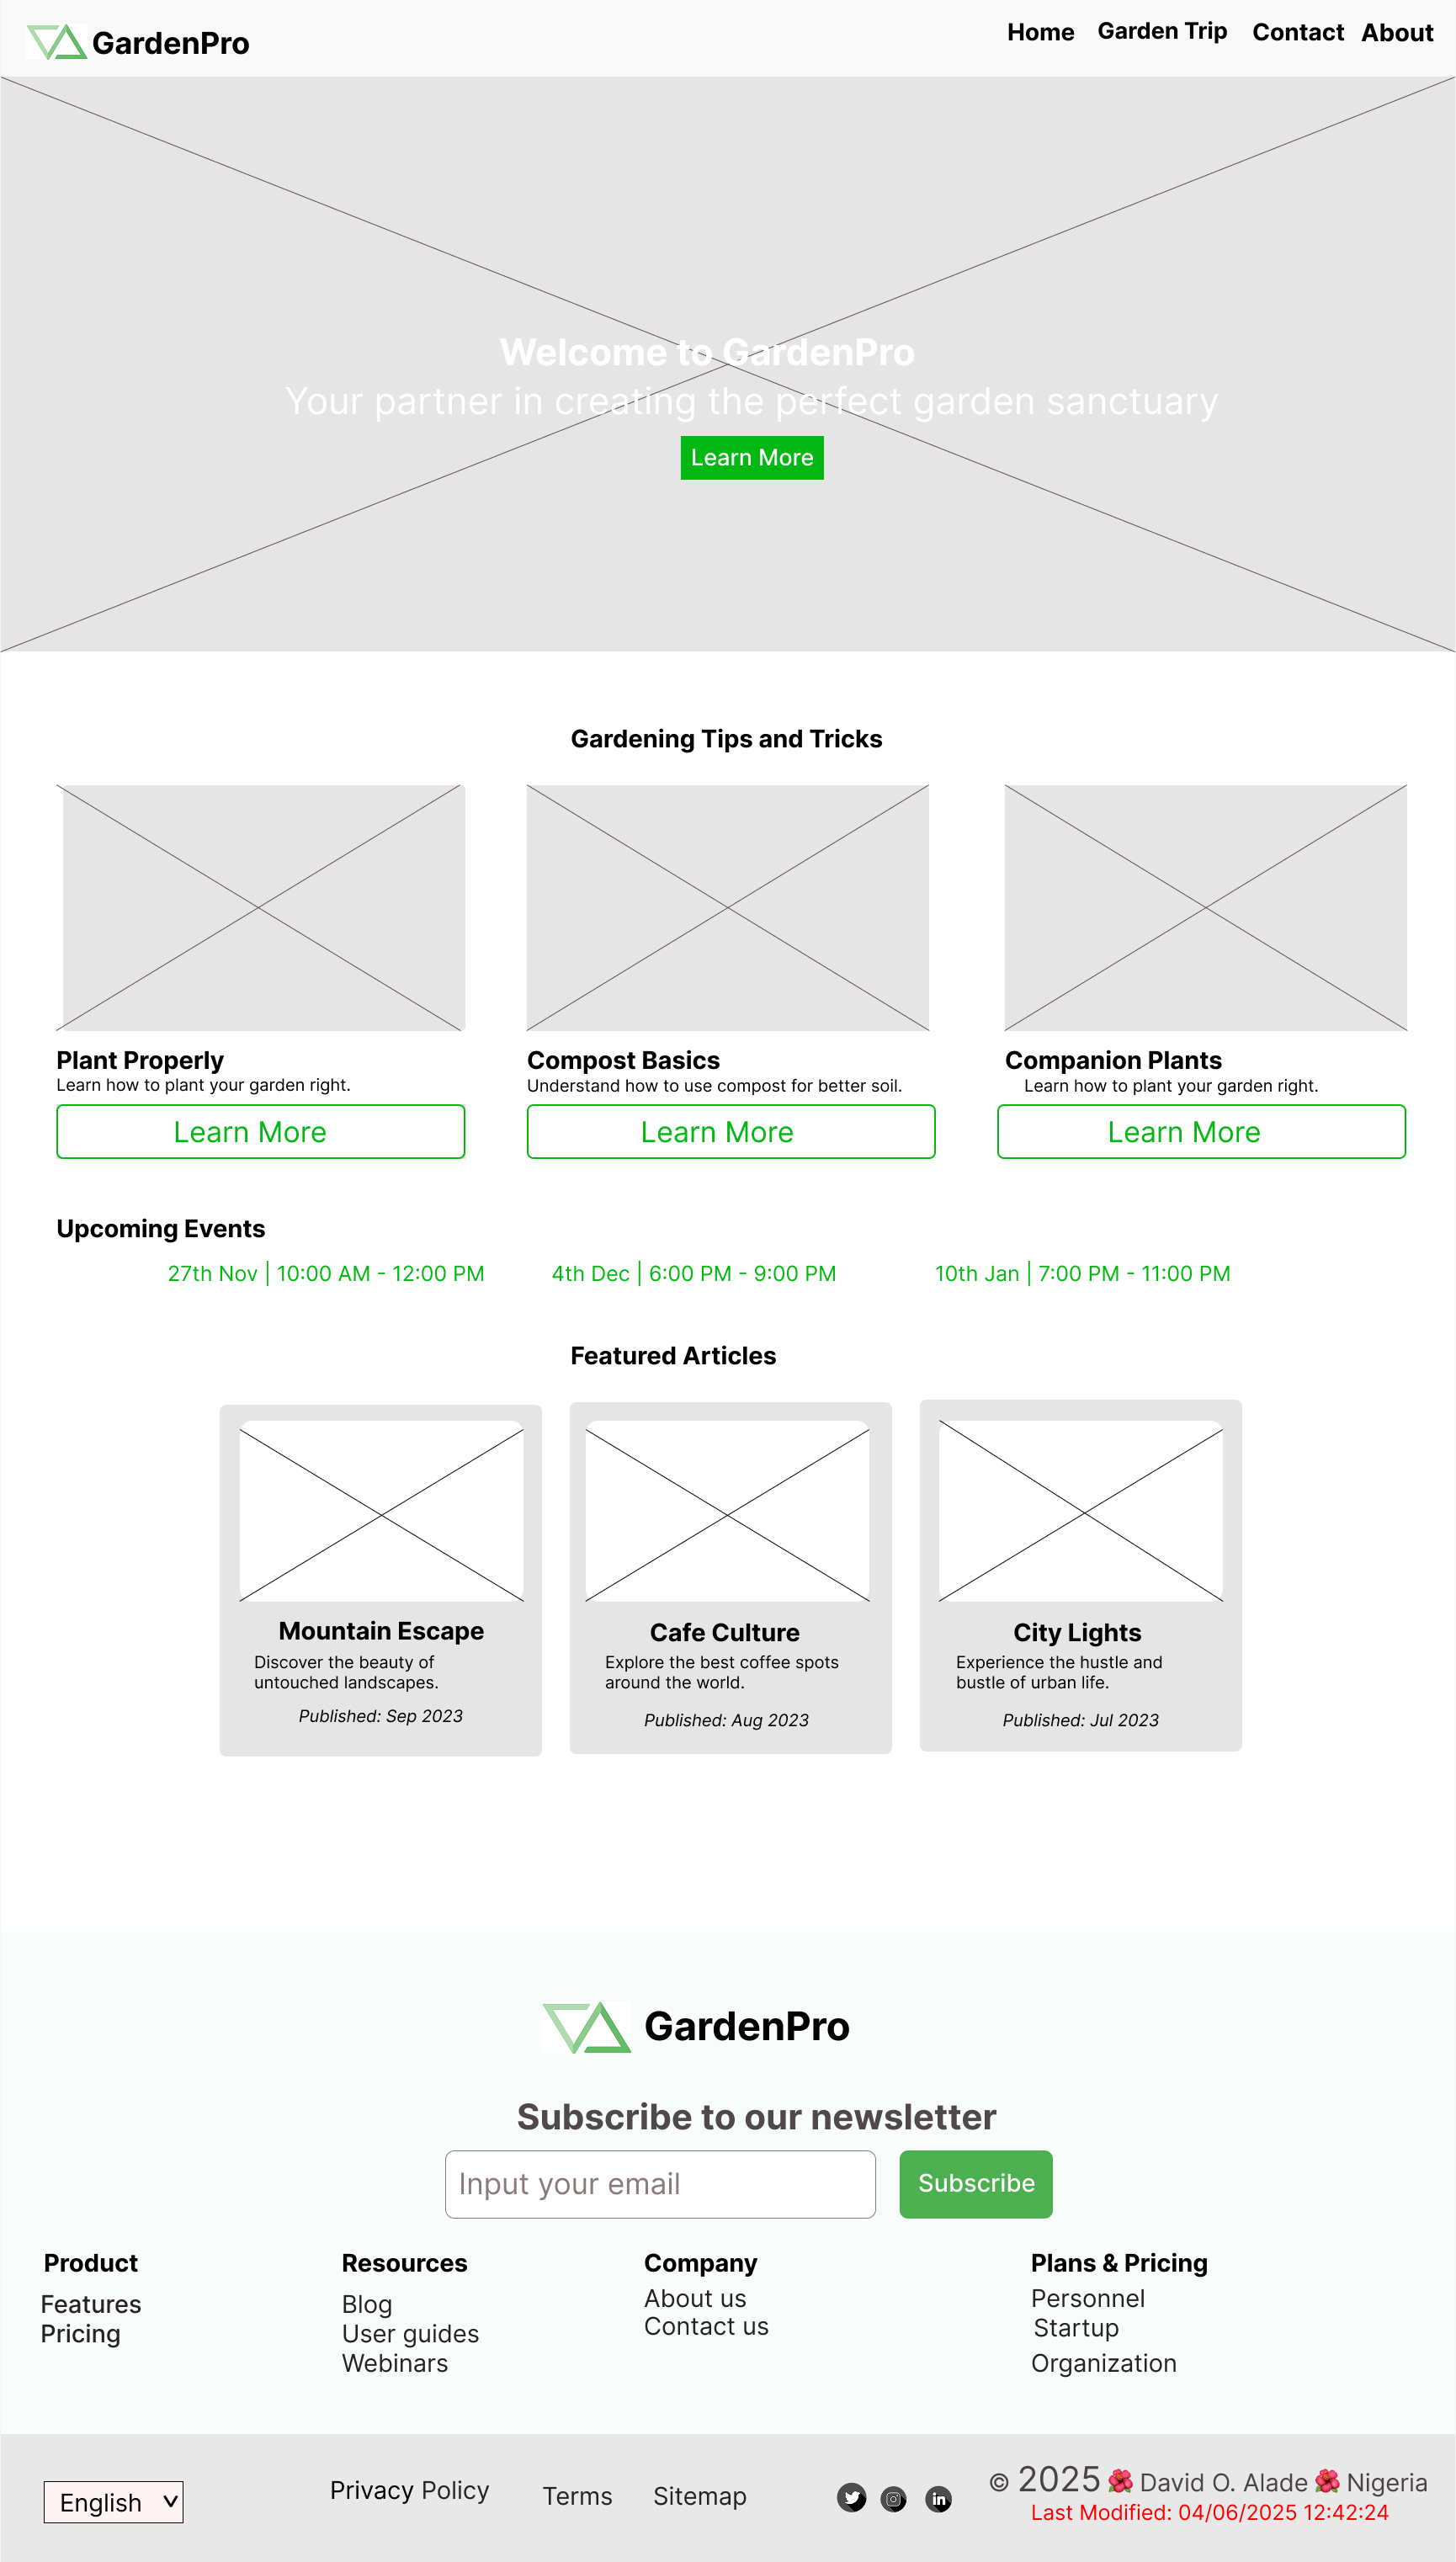 GardenPro
Home Garden Trip Contact About
Welcome to GardenPro
Your partner in creating the perfect garden sanctuary
Learn More
Gardening Tips and Tricks
Plant Properly
Learn how to plant your garden right.
Learn More
Compost Basics
Understand how to use compost for better soil.
Learn More
Companion Plants
Learn how to plant your garden right.
Learn More
Upcoming Events
27th Nov | 10:00 AM - 12:00 PM
4th Dec | 6:00 PM - 9:00 PM
10th Jan | 7:00 PM - 11:00 PM
Featured Articles
Mountain Escape
Discover the beauty of
untouched landscapes.
Published: Sep 2023
Cafe Culture
Explore the best coffee spots
around the world.
Published: Aug 2023
City Lights
Experience the hustle and
bustle of urban life.
Published: Jul 2023
GardenPro
Subscribe to our newsletter
Input your email
Subscribe
Product
Features
Pricing
Resources
Blog
User guides
Webinars
Company
About us
Contact us
Plans & Pricing
Personnel
Startup
Organization
English
Privacy Policy
Terms
Sitemap
© 2025 🌺 David O. Alade 🌺 Nigeria
Last Modified: 04/06/2025 12:42:24